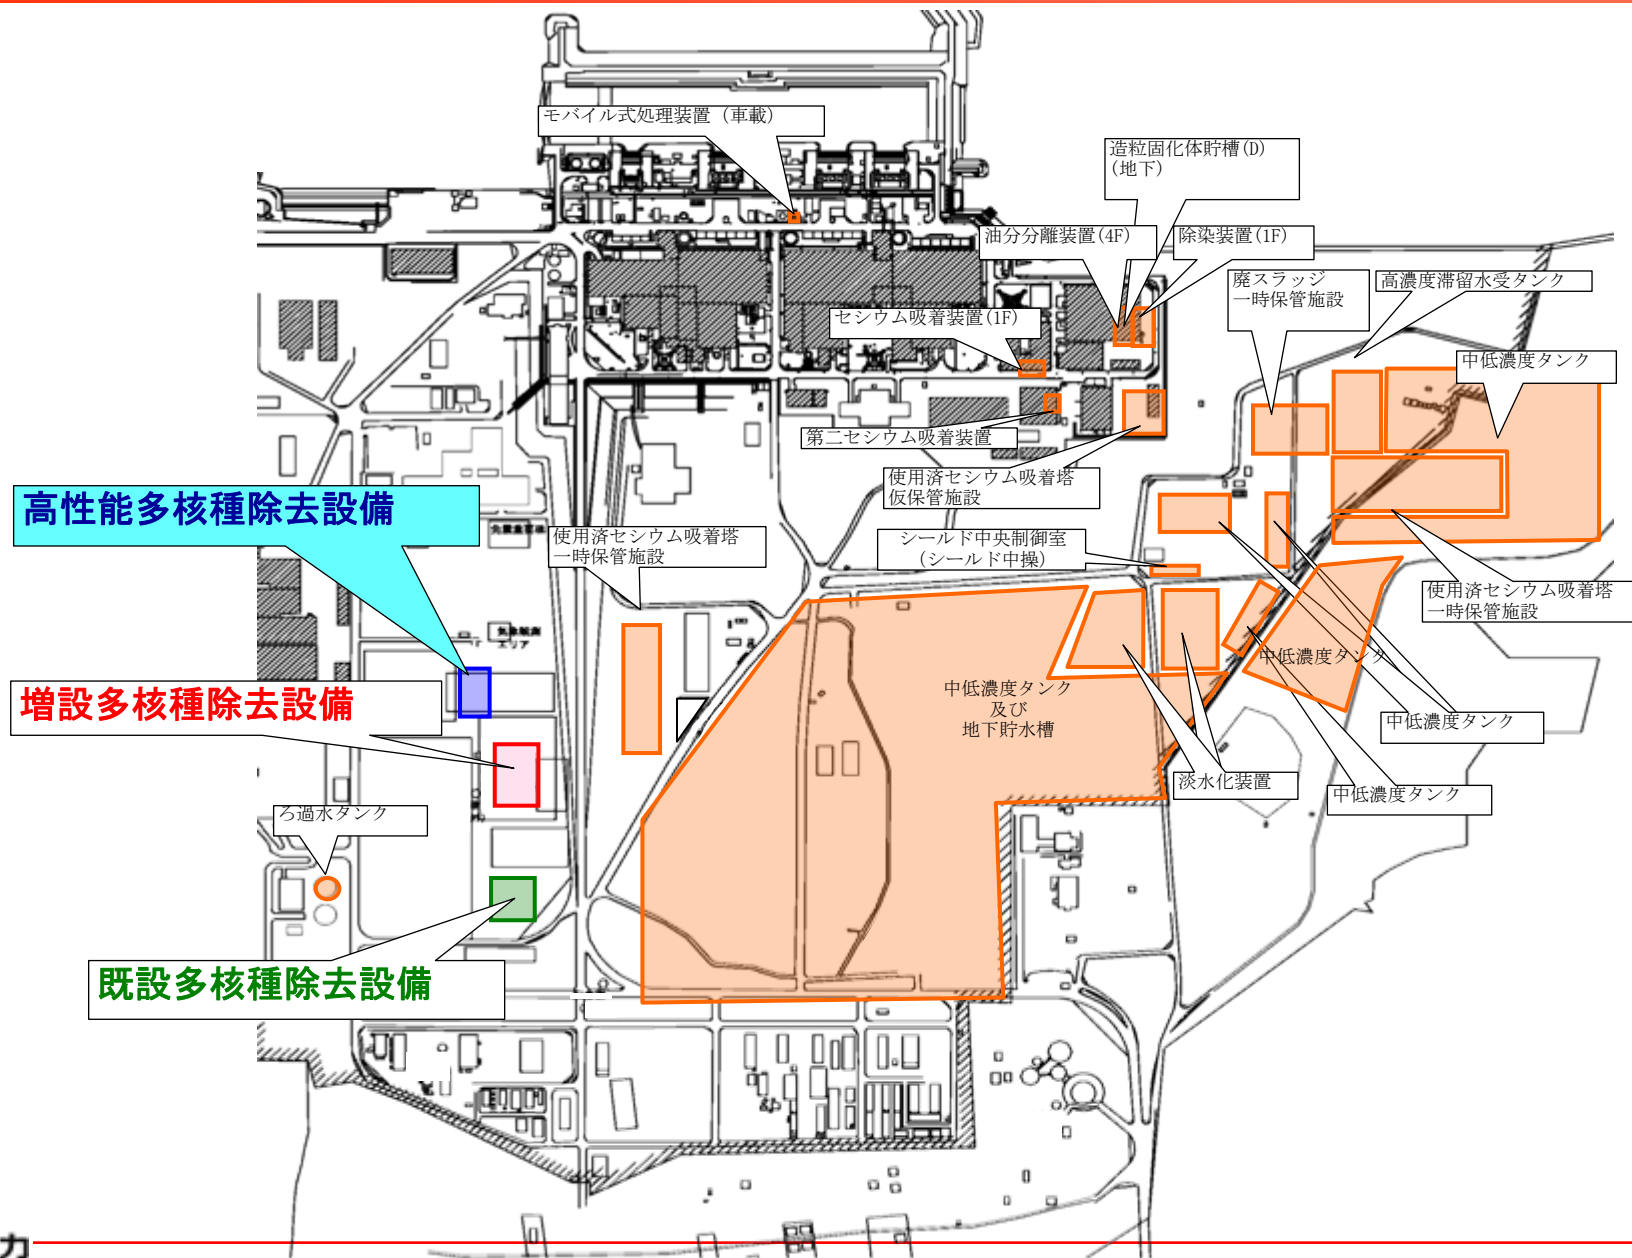 モバイル式処理装置（車載）
造粒固化体貯槽(D)
(地下)
油分分離装置(4F)
除染装置(1F)
廃スラッジ
一時保管施設
高濃度滞留水受タンク
セシウム吸着装置(1F)
中低濃度タンク
第二セシウム吸着装置
使用済セシウム吸着塔
仮保管施設
高性能多核種除去設備
使用済セシウム吸着塔
一時保管施設
シールド中央制御室
(シールド中操)
使用済セシウム吸着塔
一時保管施設
エリア
中低濃度タンク
増設多核種除去設備
中低濃度タンク
及び
地下貯水槽
中低濃度タンク
淡水化装置
中低濃度タンク
ろ過水タンク
既設多核種除去設備
力